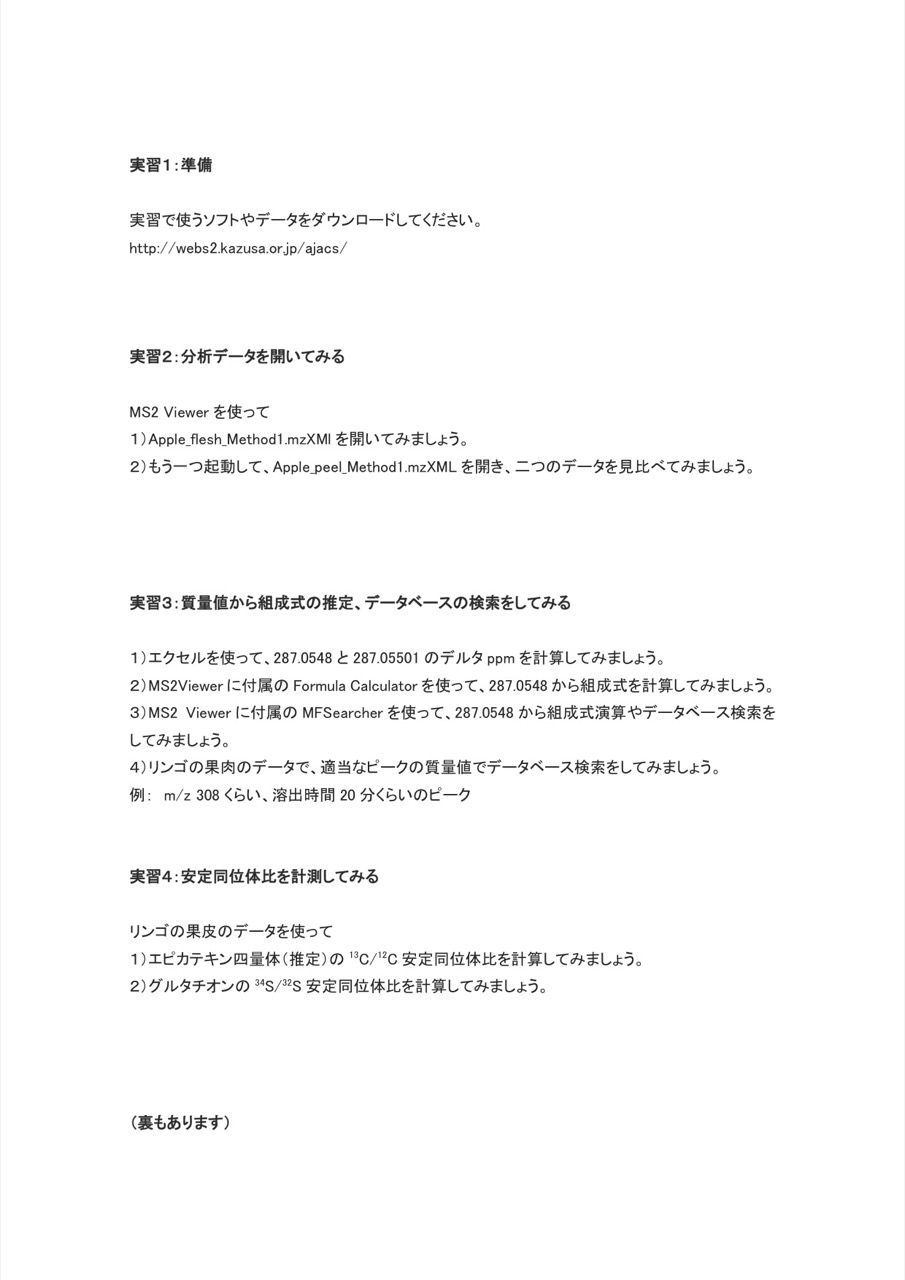 実習１：準備
実習で使うソフトやデータをダウンロードしてください。
http://webs2.kazusa.or.jp/ajacs/
実習２：分析データを開いてみる
MS2 Viewer を使って
１）Apple_flesh_Method1.mzXMl を開いてみましょう。
２）もう一つ起動して、Apple_peel_Method1.mzXML を開き、二つのデータを見比べてみましょう。
実習３：質量値から組成式の推定、データベースの検索をしてみる
１）エクセルを使って、287.0548 と 287.05501 のデルタ ppm を計算してみましょう。
２）MS2Viewer に付属の Formula Calculator を使って、287.0548 から組成式を計算してみましょう。
３）MS2 Viewer に付属の MFSearcher を使って、287.0548 から組成式演算やデータベース検索を
してみましょう。
４）リンゴの果肉のデータで、適当なピークの質量値でデータベース検索をしてみましょう。
例： m/z 308 くらい、溶出時間 20 分くらいのピーク
実習４：安定同位体比を計測してみる
リンゴの果皮のデータを使って
１）エピカテキン四量体（推定）の ¹³C/¹²C 安定同位体比を計算してみましょう。
２）グルタチオンの ³⁴S/³²S 安定同位体比を計算してみましょう。
（裏もあります）